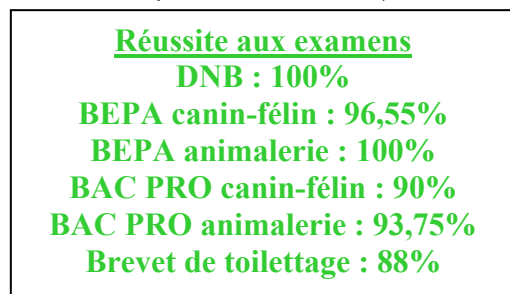 Réussite aux examens
DNB : 100%
BEPA canin-félin : 96,55%
BEPA animalerie : 100%
BAC PRO canin-félin : 90%
BAC PRO animalerie : 93,75%
Brevet de toilettage : 88%